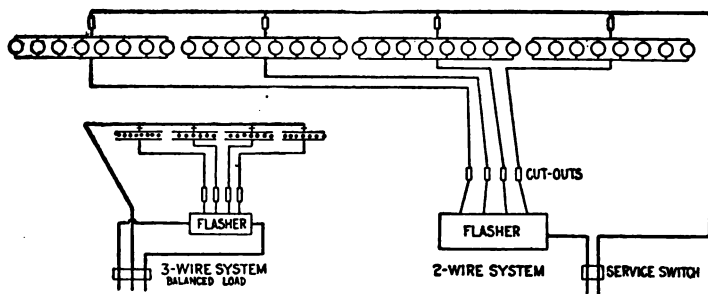 CUT-OUTS
FLASHER
FLASHER
3-WIRE SYSTEM
BALANCED LOAD
2-WIRE SYSTEM
SERVICE SWITCH